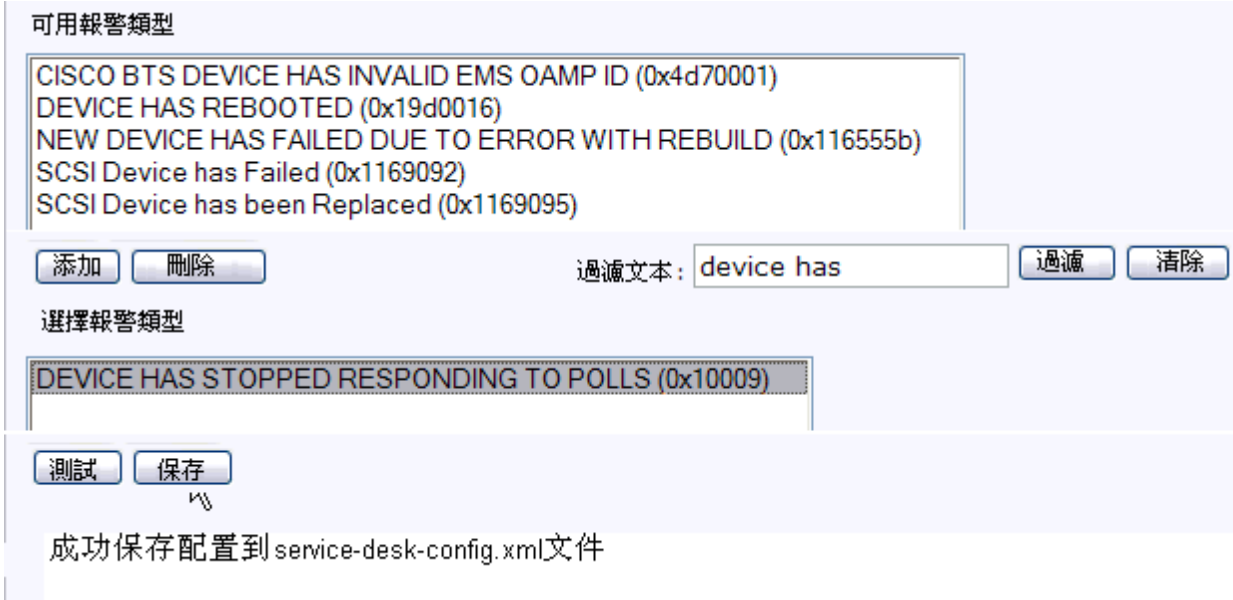 可用報警類型
CISCO BTS DEVICE HAS INVALID EMS OAMP ID (0x4d70001)
DEVICE HAS REBOOTED (0x19d0016)
NEW DEVICE HAS FAILED DUE TO ERROR WITH REBUILD (0x116555b)
SCSI Device has Failed (0x1169092)
SCSI Device has been Replaced (0x1169095)
添加 刪除 過濾文本: device has 過濾 清除
選擇報警類型
DEVICE HAS STOPPED RESPONDING TO POLLS (0x10009)
測試 保存
成功保存配置到service-desk-config.xml文件